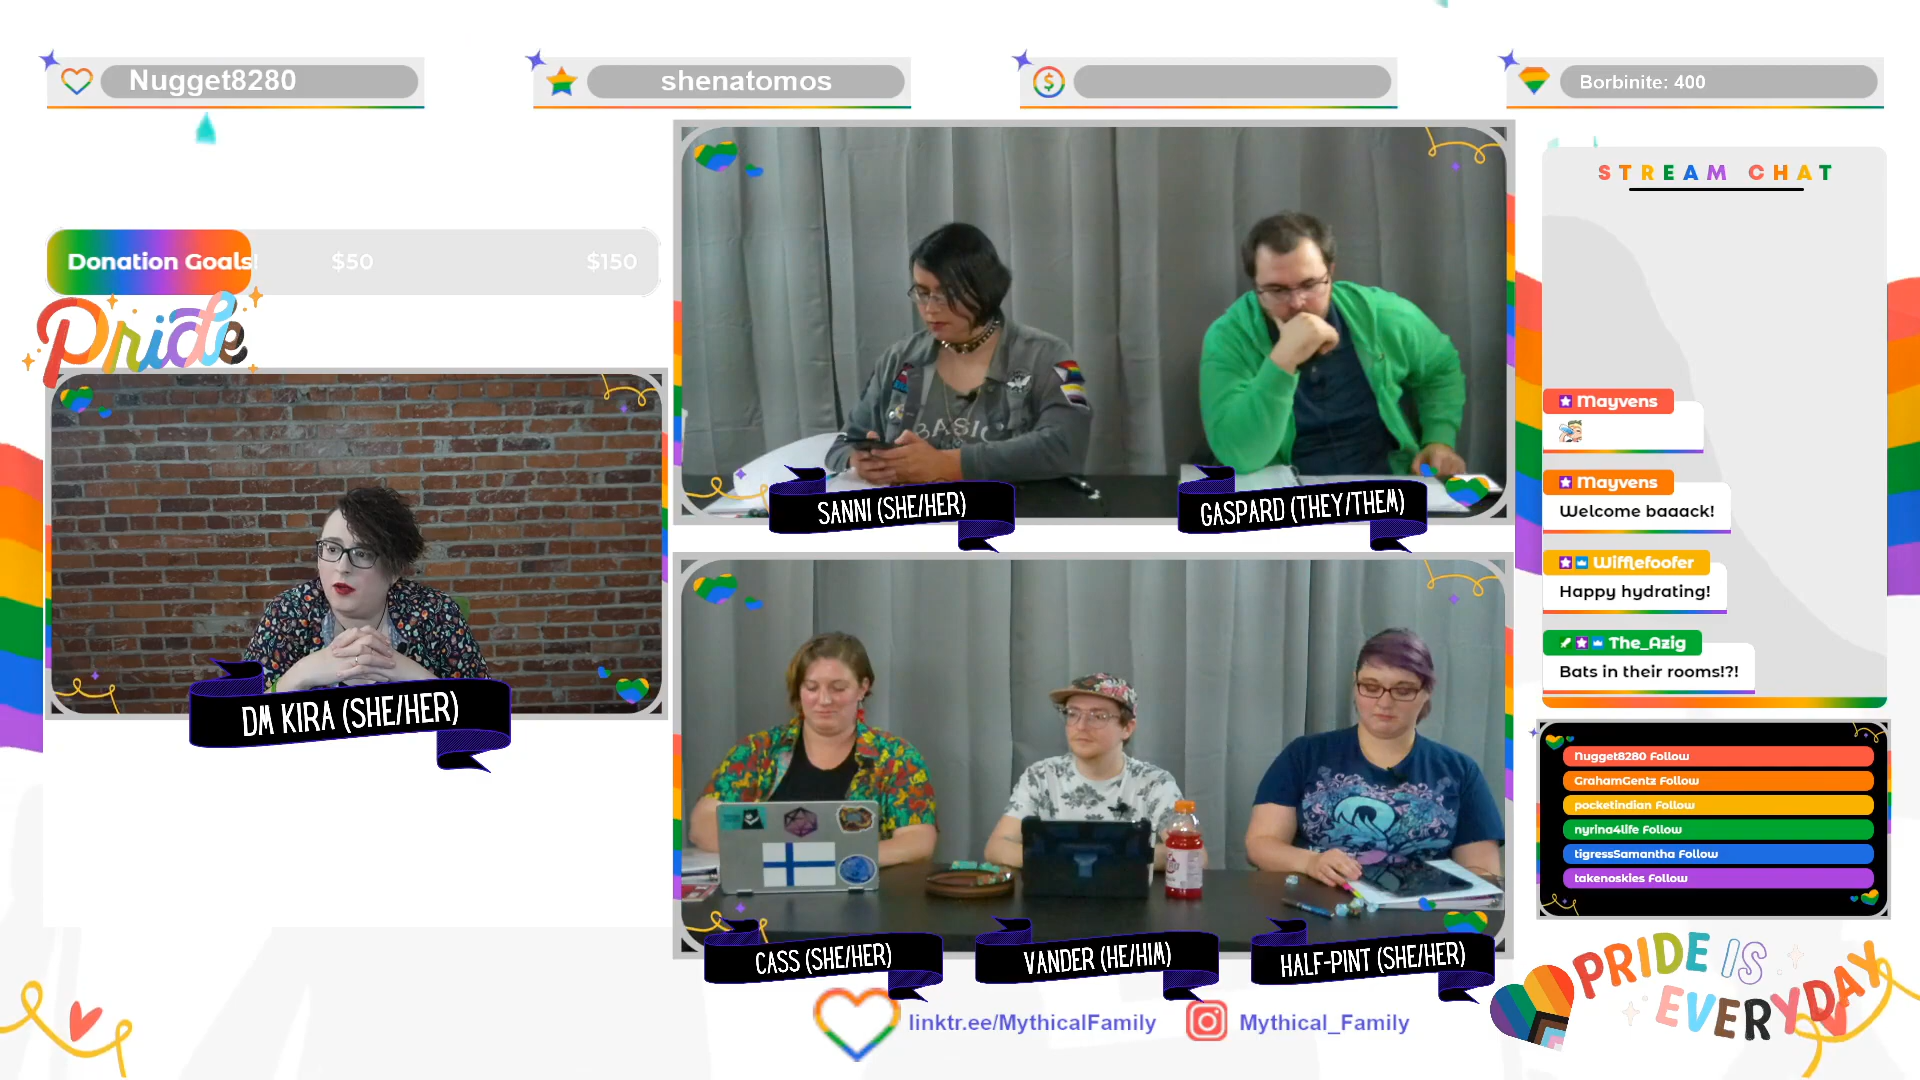 Nugget8280
shenatomos
Borbinite: 400
Donation Goals!
$50
$150
Pride
BASIC
SANNI (SHE/HER)
GASPARD (THEY/THEM)
DM KIRA (SHE/HER)
CASS (SHE/HER)
VANDER (HE/HIM)
HALF-PINT (SHE/HER)
STREAM CHAT
Mayvens
Mayvens
Welcome baaack!
Wifflefoofer
Happy hydrating!
The_Azig
Bats in their rooms!?!
Nugget8280 Follow
GrahamGentz Follow
pocketindian Follow
nyrina4life Follow
tigressSamantha Follow
takenoskies Follow
linktr.ee/MythicalFamily
Mythical_Family
PRIDE IS
EVERYDAY